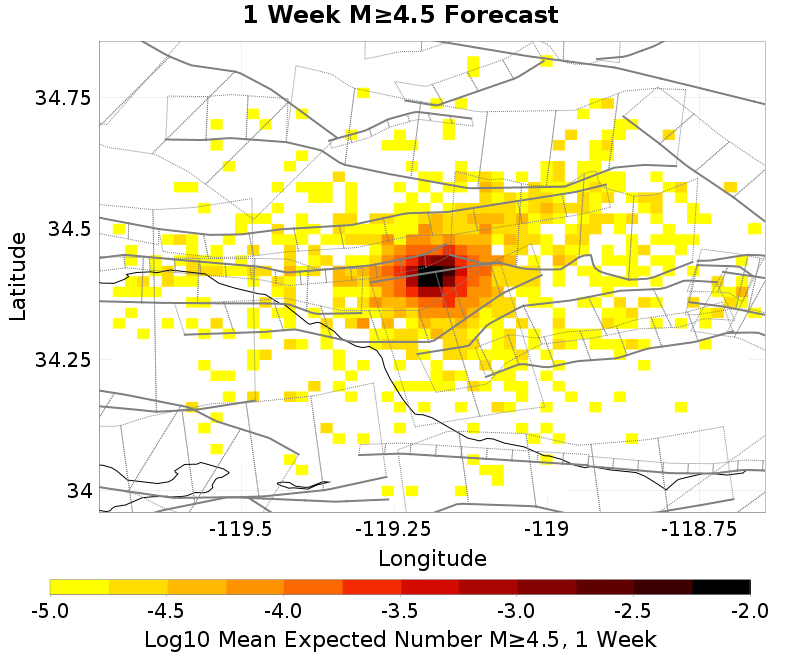 1 Week M≥4.5 Forecast
34.75
34.5
34.25
34
Latitude
-119.5 -119.25 -119 -118.75
Longitude
-5.0 -4.5 -4.0 -3.5 -3.0 -2.5 -2.0
Log10 Mean Expected Number M≥4.5, 1 Week